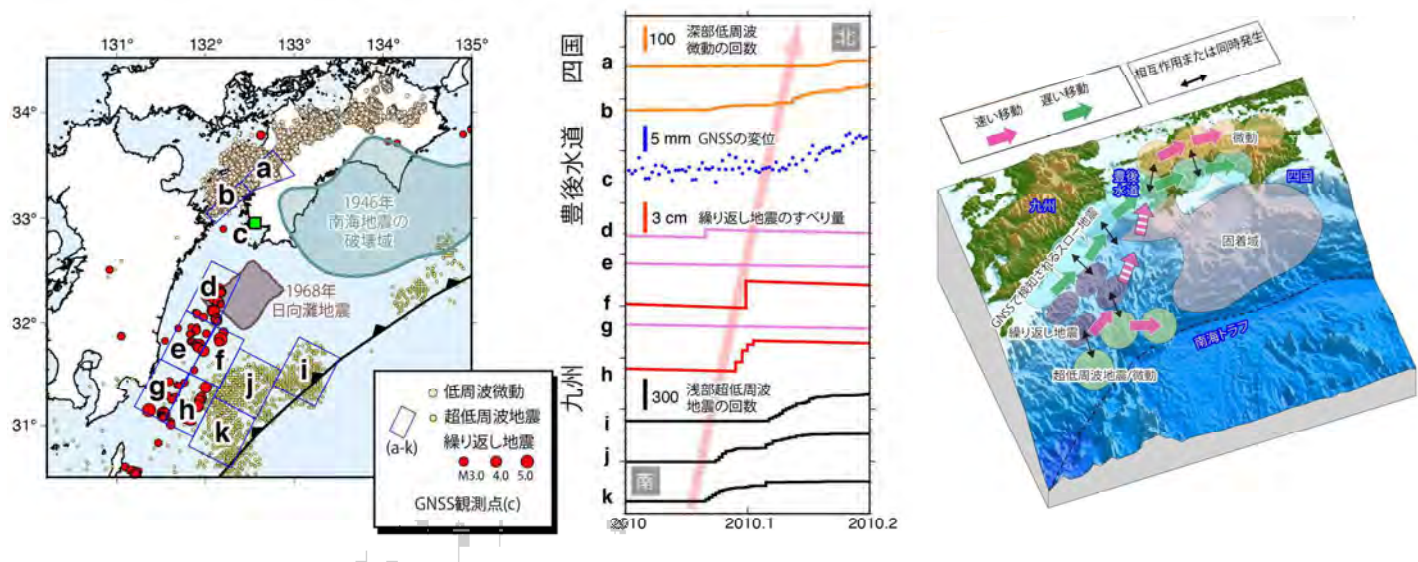 131°
132°
133°
134°
135°
34°
33°
32°
31°
a
b
c
1946年
南海地震の
破壊域
d
1968年
日向灘地震
e
f
g
h
i
j
k
低周波微動
超低周波地震
(a-k)
繰り返し地震
M3.0
4.0
5.0
GNSS観測点(c)
四国
豊後水道
九州
100
深部低周波
微動の回数
北
a
b
5 mm GNSSの変位
c
3 cm 繰り返し地震のすべり量
d
e
f
g
h
300
浅部超低周波
地震の回数
i
j
南
k
2010
2010.1
2010.2
速い移動
遅い移動
相互作用または同時発生
微動
豊後
水道
四国
九州
GNSSで検知されるスロー地震
固着域
繰り返し地震
南海トラフ
超低周波地震/微動